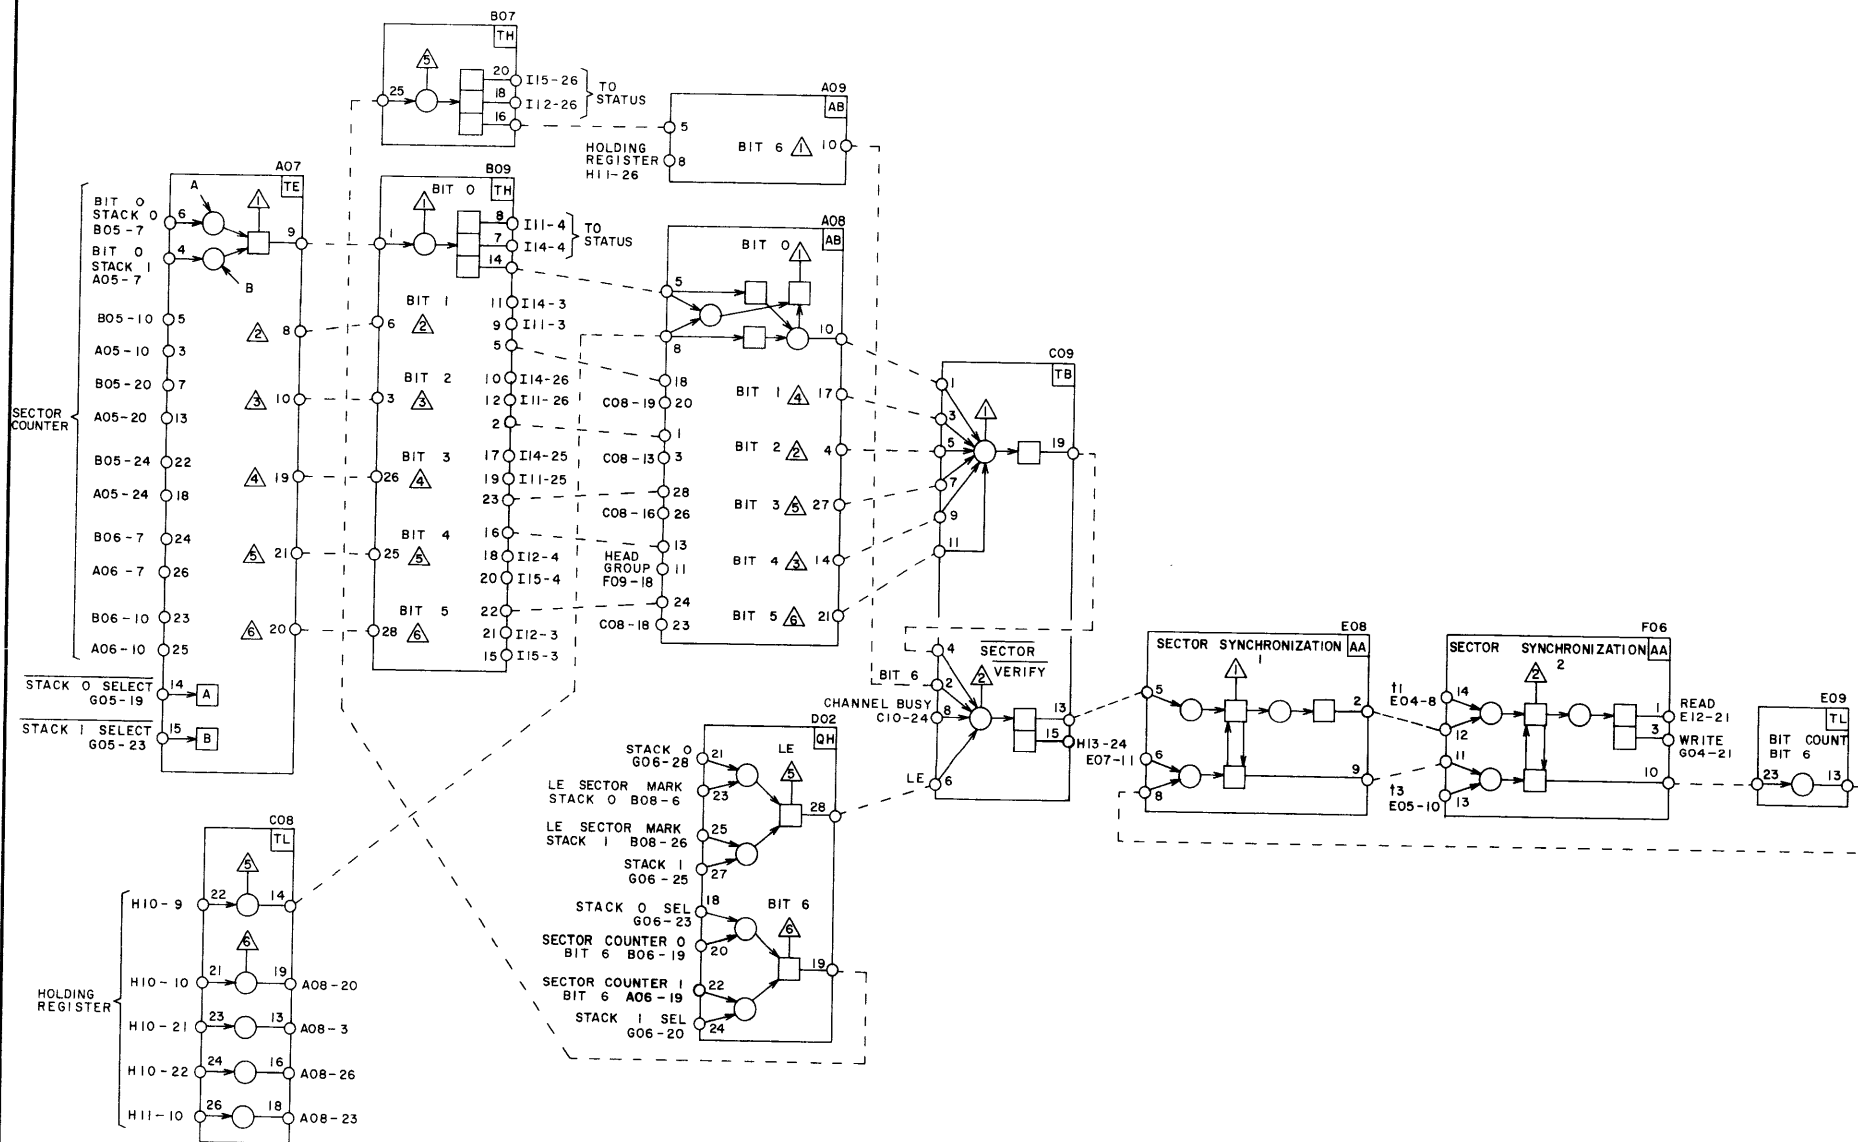 B07
TH
5
25
20
I15-26
18
I12-26
16
TO
STATUS
A09
AB
5
HOLDING
REGISTER
H11-26
8
BIT 6
1
10
A07
TE
SECTOR
COUNTER
BIT 0
STACK 0
B05-7
6
A
1
9
BIT 0
STACK 1
A05-7
4
B
B05-10
5
2
8
A05-10
3
B05-20
7
3
10
A05-20
13
B05-24
22
4
19
A05-24
18
B06-7
24
5
21
A06-7
26
B06-10
23
6
20
A06-10
25
STACK 0 SELECT
G05-19
14
A
STACK 1 SELECT
G05-23
15
B
B09
TH
BIT 0
1
1
8
I11-4
7
I14-4
14
TO
STATUS
BIT 1
6
2
11
I14-3
9
I11-3
5
BIT 2
3
3
10
I14-26
12
I11-26
2
BIT 3
26
4
17
I14-25
19
I11-25
23
BIT 4
25
5
16
18
I12-4
20
I15-4
BIT 5
28
6
22
21
I12-3
15
I15-3
A08
AB
BIT 0
1
5
8
10
18
C08-19
20
BIT 1
4
17
1
C08-13
3
BIT 2
2
4
28
C08-16
26
BIT 3
5
27
13
HEAD
GROUP
F09-18
11
BIT 4
3
14
24
C08-18
23
BIT 5
6
21
C09
TB
1
3
5
7
9
11
1
19
4
SECTOR
VERIFY
2
BIT 6
2
CHANNEL BUSY
C10-24
8
LE
6
13
15
H13-24
D02
QH
STACK 0
G06-28
21
LE SECTOR MARK
STACK 0 B08-6
23
LE
5
28
LE SECTOR MARK
STACK 1 B08-26
25
STACK 1
G06-25
27
STACK 0 SEL
G06-23
18
SECTOR COUNTER 0
BIT 6 B06-19
20
BIT 6
6
19
SECTOR COUNTER 1
BIT 6 A06-19
22
STACK 1 SEL
G06-20
24
E08
AA
SECTOR SYNCHRONIZATION
1
1
5
2
E07-11
6
8
9
F06
AA
SECTOR SYNCHRONIZATION
2
2
t1
E04-8
14
12
11
t3
E05-10
13
1
READ
E12-21
3
WRITE
G04-21
10
E09
TL
BIT COUNT
BIT 6
23
13
C08
TL
HOLDING
REGISTER
H10-9
22
5
14
H10-10
21
6
19
A08-20
H10-21
23
13
A08-3
H10-22
24
16
A08-26
H11-10
26
18
A08-23